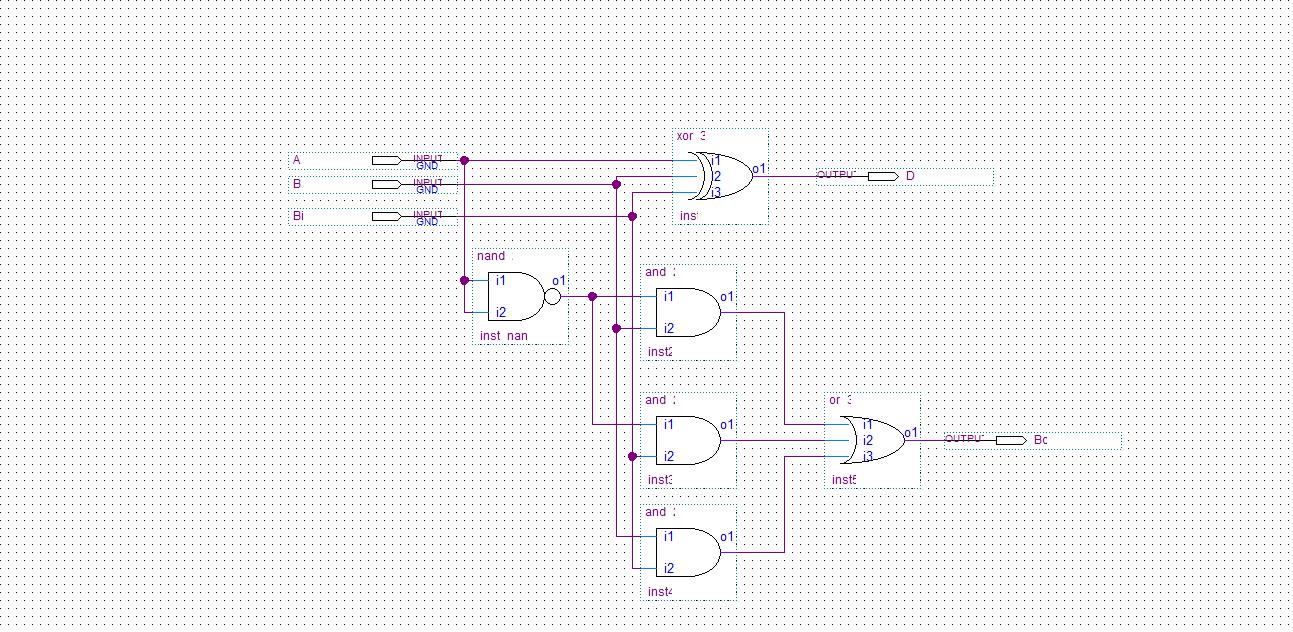 xor 3
A INPUT
GND
i1
i2
i3
o1
B INPUT
GND
OUTPUT D
Bi INPUT
GND
inst
nand
i1
i2
o1
inst nan
and 2
i1
i2
o1
inst2
and 2
i1
i2
o1
inst3
or 3
i1
i2
i3
o1
OUTPUT Bo
inst5
and 2
i1
i2
o1
inst4